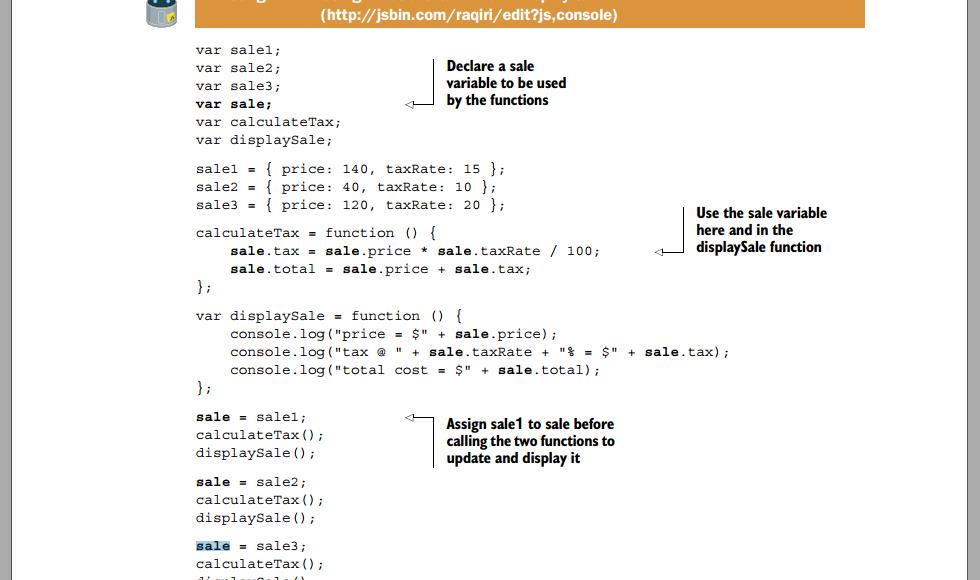 (http://jsbin.com/raqiri/edit?js,console)
var sale1;
var sale2;
var sale3;
var sale;
var calculateTax;
var displaySale;
Declare a sale
variable to be used
by the functions
sale1 = { price: 140, taxRate: 15 };
sale2 = { price: 40, taxRate: 10 };
sale3 = { price: 120, taxRate: 20 };
calculateTax = function () {
    sale.tax = sale.price * sale.taxRate / 100;
    sale.total = sale.price + sale.tax;
};
Use the sale variable
here and in the
displaySale function
var displaySale = function () {
    console.log("price = $" + sale.price);
    console.log("tax @ " + sale.taxRate + "% = $" + sale.tax);
    console.log("total cost = $" + sale.total);
};
sale = sale1;
calculateTax();
displaySale();
Assign sale1 to sale before
calling the two functions to
update and display it
sale = sale2;
calculateTax();
displaySale();
sale = sale3;
calculateTax();